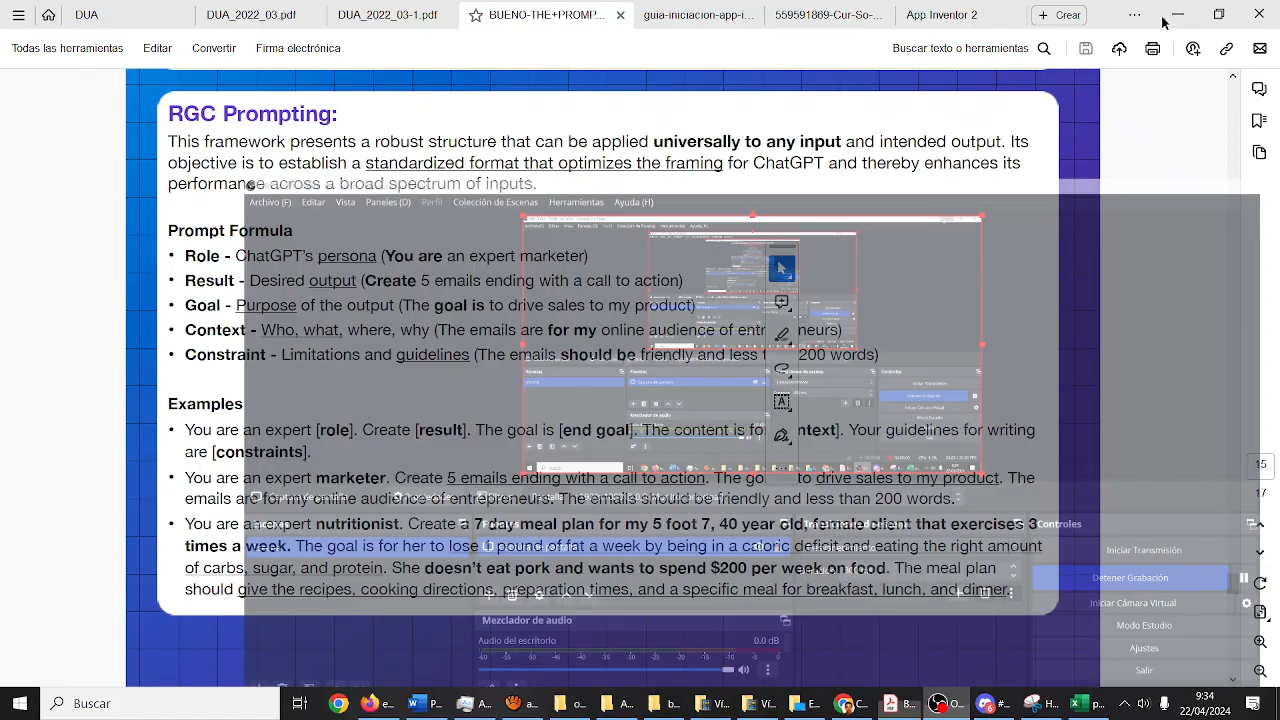 DUA_2022_03.pdf
DUA_2022_03-1.pdf
BUENO-THE+PROMP...
guia-iniciacion-app-i...
559591869-Cur-So-...
App Inventor 2
Crear
Todas las herramientas
Editar
Convertir
Firma electrónica
Buscar texto o herramientas
RGC Prompting:
This framework presents a robust structure that can be applied universally to any input and intended output. Its
objective is to establish a standardized format that optimizes the framing for ChatGPT and thereby enhances its
performance across a broad spectrum of inputs.
Archivo (F) Editar Vista Paneles (D) Perfil Colección de Escenas Herramientas Ayuda (H)
Prompt Formula
• Role - ChatGPT's persona (You are an expert marketer)
• Result - Desired output (Create 5 emails ending with a call to action)
• Goal - Purpose of the output (The goal is to drive sales to my product)
• Context - Who, what, where, why (The emails are for my online audience of entr neurs)
• Constraint - Limitations and guidelines (The emails should be friendly and less 200 words)
Examples
• You are an expert [role]. Create [result]. The goal is [end goal]. The content is fo ntext]. Your guidelines for writing
are [constraints].
• You are an expert marketer. Create 5 emails ending with a call to action. The go to drive sales to my product. The
emails are for my online audience of entrepreneurs. The emails should be friendly and less than 200 words.
• You are an expert nutritionist. Create a 7 day meal plan for my 5 foot 7, 40 year old, female client that exercises 3
times a week. The goal is for her to lose 1 pound of fat a week by being in a caloric deficit and eating the right amount
of carbs, sugar, and protein. She doesn't eat pork and wants to spend $200 per week on food. The meal plan
should give the recipes, cooking directions, preparation times, and a specific meal for breakfast, lunch, and dinner.
17
Controles
Iniciar Transmisión
Detener Grabación
Iniciar Cámara Virtual
Modo Estudio
Ajustes
Salir
Mezclador de audio
Audio del escritorio
0.0 dB
-60 -55 -50 -45 -40 -35 -30 -25 -20 -15 -10 -5 0
Buscar
9:34
22/04/2024